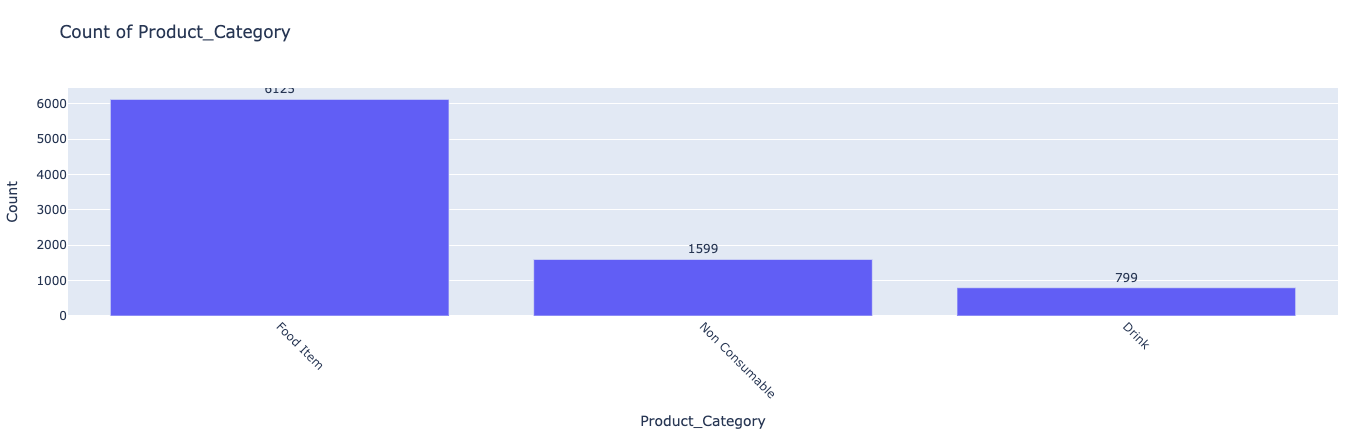 Count of Product_Category
Count
6000
5000
4000
3000
2000
1000
0
6125
1599
799
Food Item
Non Consumable
Drink
Product_Category